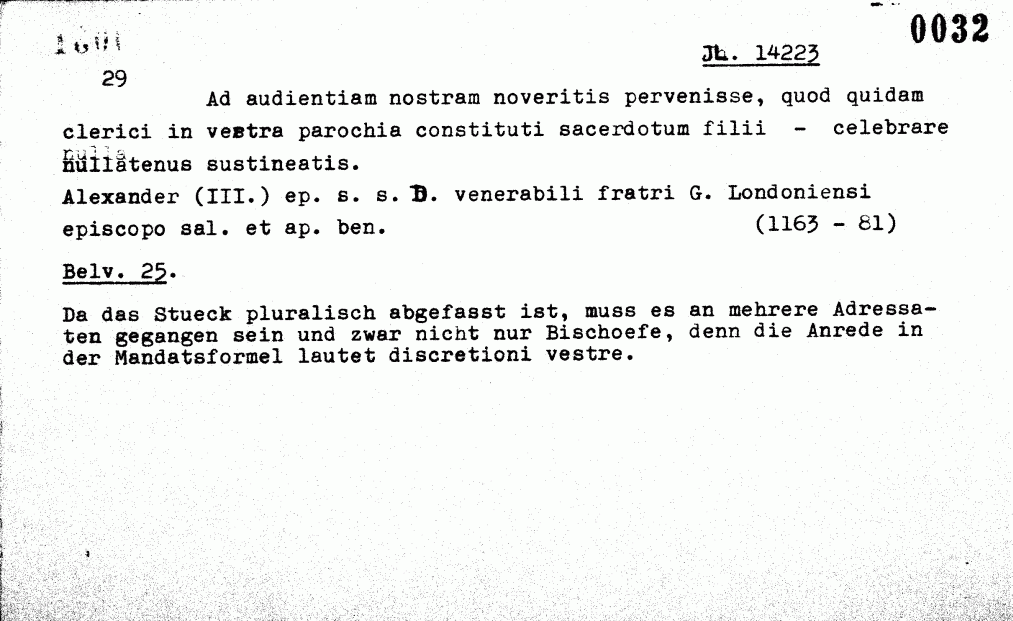 0032
JL. 14223
29
Ad audientiam nostram noveritis pervenisse, quod quidam
clerici in vestra parochia constituti sacerdotum filii - celebrare
nullatenus sustineatis.
Alexander (III.) ep. s. s. D. venerabili fratri G. Londoniensi
episcopo sal. et ap. ben. (1163 - 81)
Belv. 25.
Da das Stueck pluralisch abgefasst ist, muss es an mehrere Adressa-
ten gegangen sein und zwar nicht nur Bischoefe, denn die Anrede in
der Mandatsformel lautet discretioni vestre.